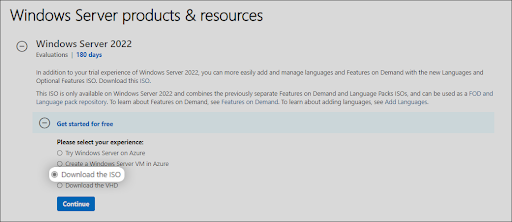 Windows Server products & resources
Windows Server 2022
Evaluations | 180 days
In addition to your trial experience of Windows Server 2022, you can more easily add and manage languages and Features on Demand with the new Languages and
Optional Features ISO. Download this ISO.
This ISO is only available on Windows Server 2022 and combines the previously separate Features on Demand and Language Packs ISOs, and can be used as a FOD and
Language pack repository. To learn about Features on Demand, see Features on Demand. To learn about adding languages, see Add Languages.
Get started for free
Please select your experience:
Try Windows Server on Azure
Create a Windows Server VM in Azure
Download the ISO
Download the VHD
Continue